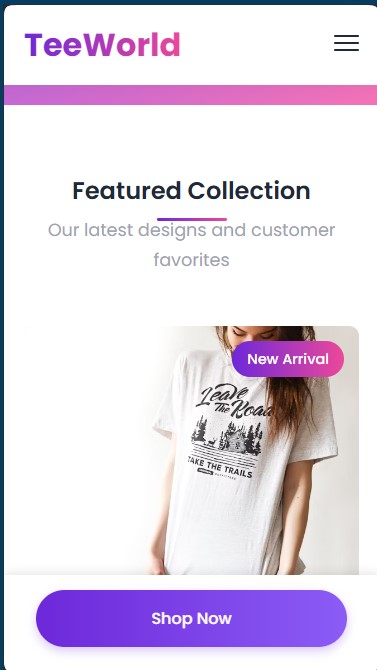 TeeWorld
Featured Collection
Our latest designs and customer
favorites
New Arrival
Leave
The Road
TAKE THE TRAILS
Shop Now